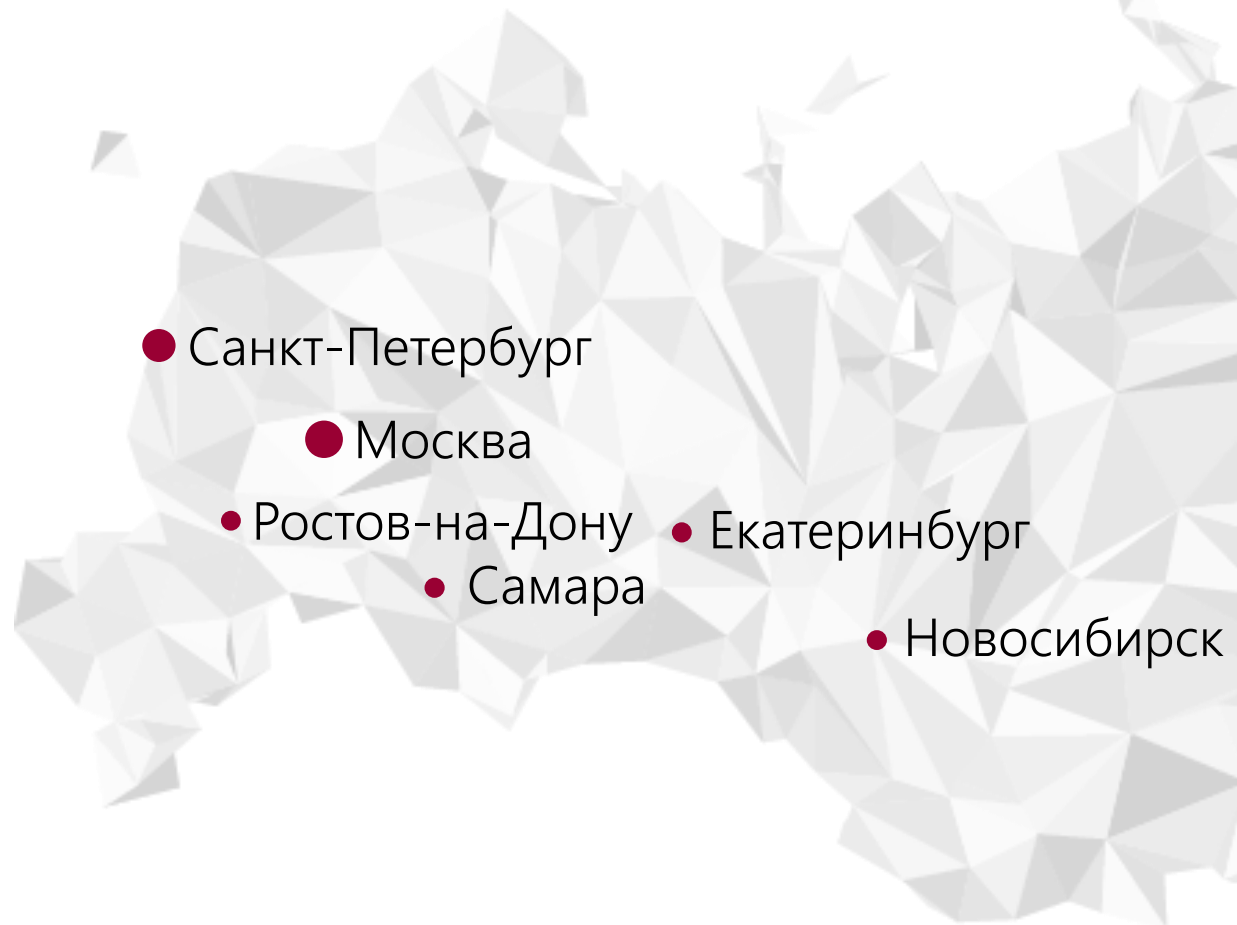 Санкт-Петербург
Москва
Ростов-на-Дону
Екатеринбург
Самара
Новосибирск